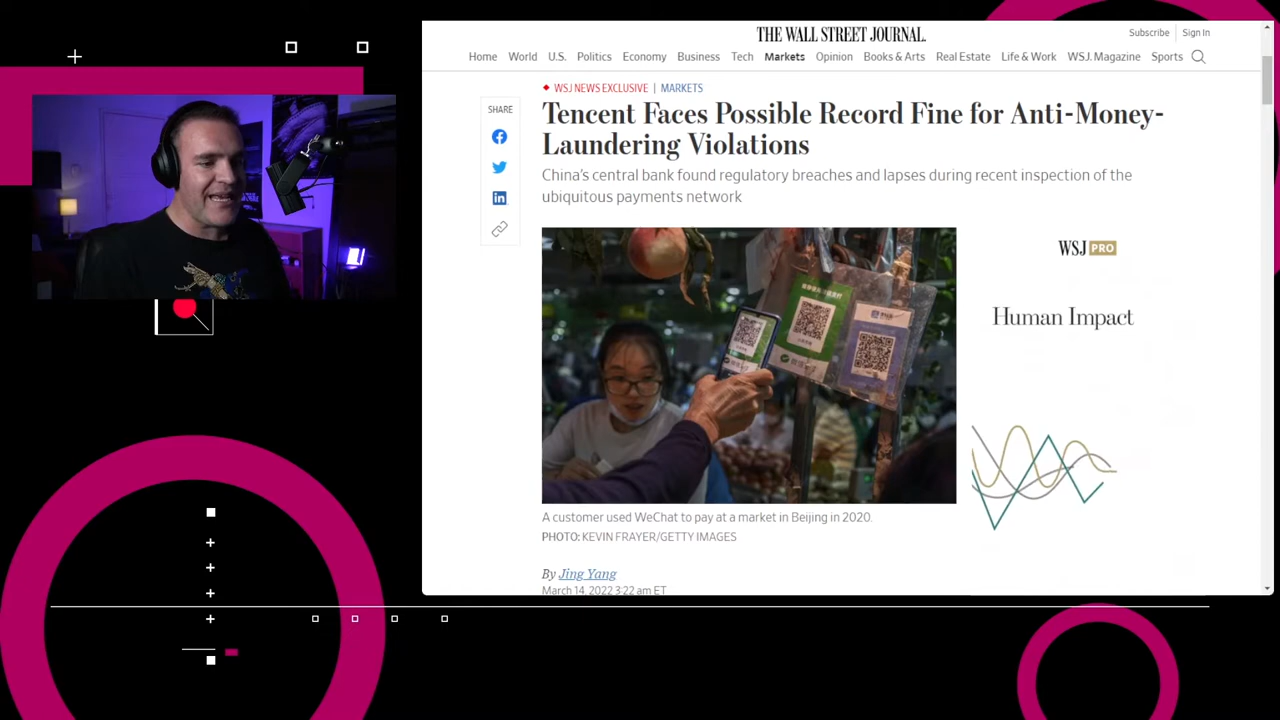 THE WALL STREET JOURNAL.
Subscribe Sign In
Home World U.S. Politics Economy Business Tech Markets Opinion Books & Arts Real Estate Life & Work WSJ. Magazine Sports
WSJ NEWS EXCLUSIVE | MARKETS
SHARE
Tencent Faces Possible Record Fine for Anti-Money-
Laundering Violations
China's central bank found regulatory breaches and lapses during recent inspection of the
ubiquitous payments network
WSJ PRO
Human Impact
A customer used WeChat to pay at a market in Beijing in 2020.
PHOTO: KEVIN FRAYER/GETTY IMAGES
By Jing Yang
March 14, 2022 3:22 am ET